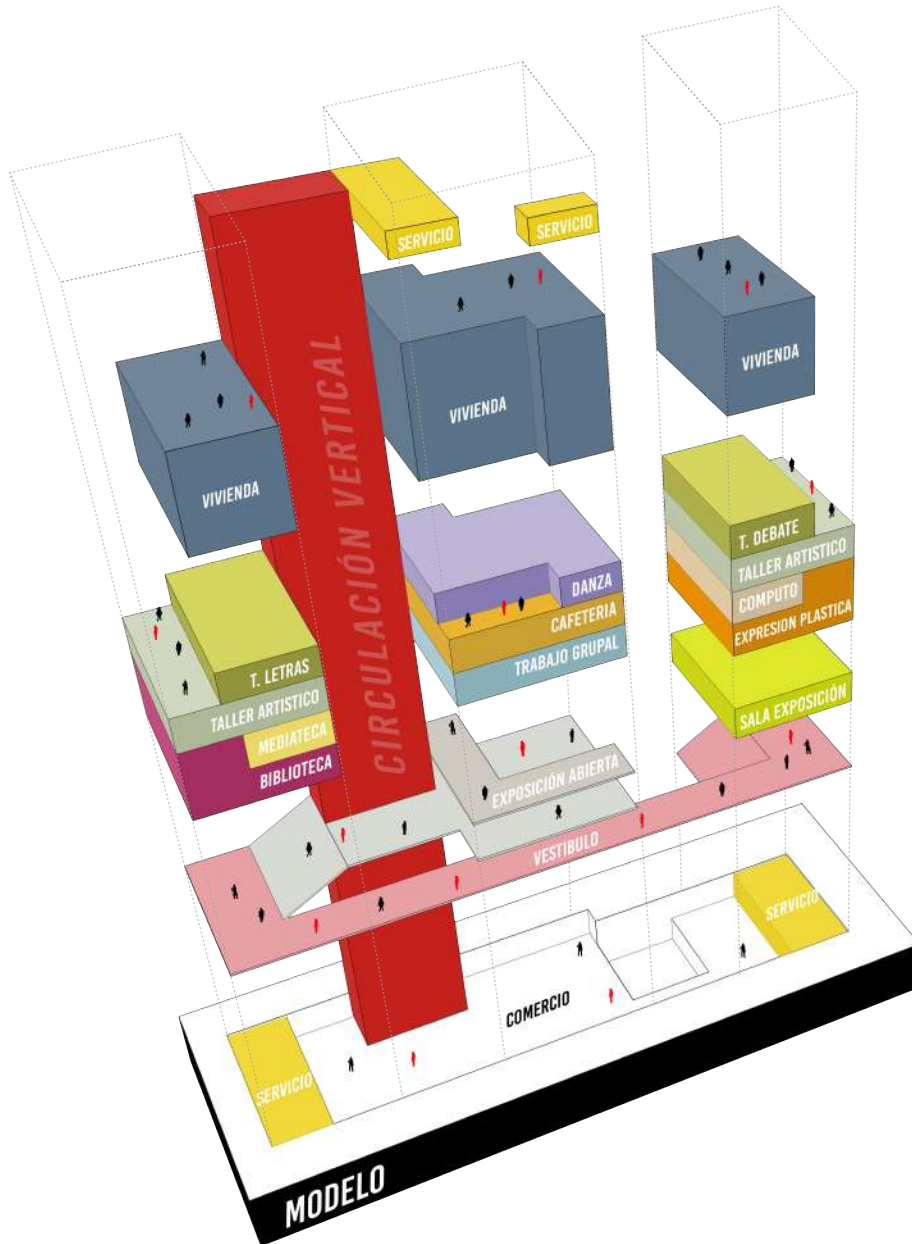 SERVICIO
SERVICIO
VIVIENDA
VIVIENDA
VIVIENDA
CIRCULACIÓN VERTICAL
T. DEBATE
TALLER ARTISTICO
COMPUTO
EXPRESION PLASTICA
SALA EXPOSICIÓN
DANZA
CAFETERIA
TRABAJO GRUPAL
T. LETRAS
TALLER ARTISTICO
MEDIATECA
BIBLIOTECA
EXPOSICIÓN ABIERTA
VESTIBULO
SERVICIO
COMERCIO
SERVICIO
MODELO